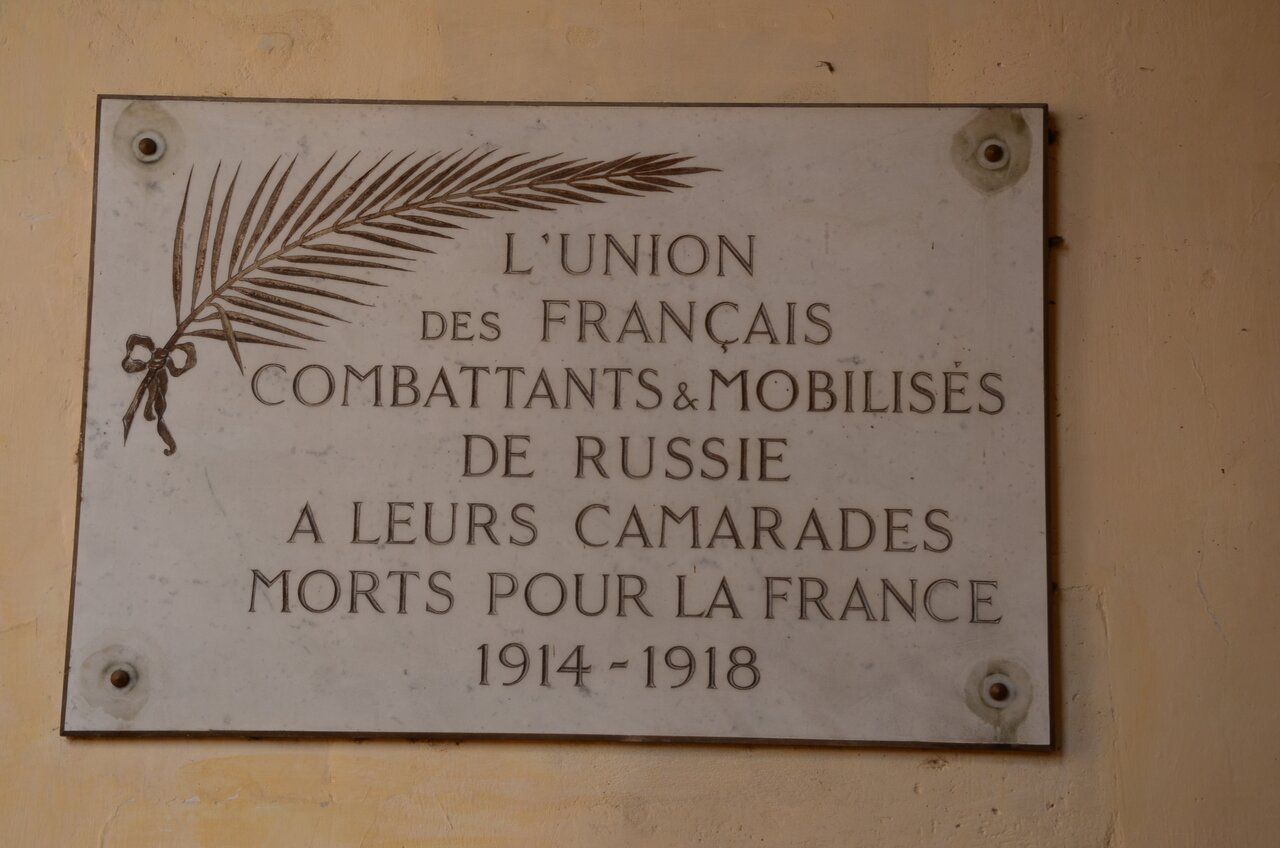 L'UNION
DES FRANÇAIS
COMBATTANTS & MOBILISÉS
DE RUSSIE
A LEURS CAMARADES
MORTS POUR LA FRANCE
1914 - 1918